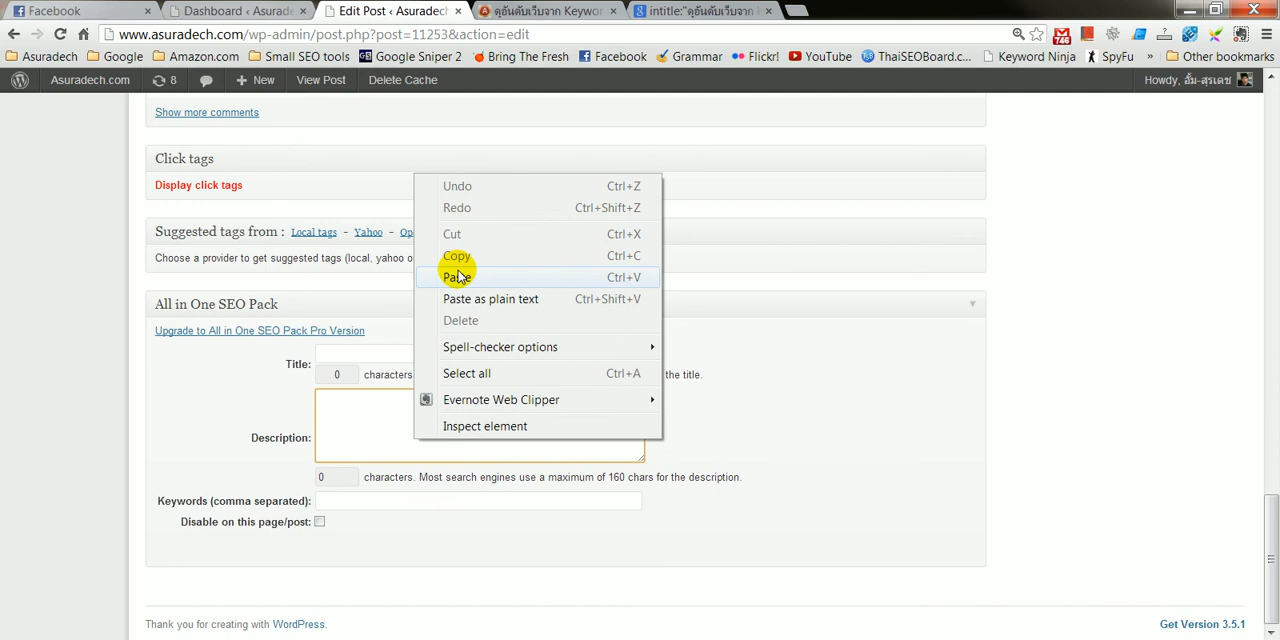 Facebook
Dashboard ‹ Asurade
Edit Post ‹ Asuradech
ดูอันดับเว็บจาก Keywor
intitle:"ดูอันดับเว็บจาก
www.asuradech.com/wp-admin/post.php?post=11253&action=edit
746
Asuradech
Google
Amazon.com
Small SEO tools
Google Sniper 2
Bring The Fresh
Facebook
Grammar
Flickr!
YouTube
ThaiSEOBoard.c...
Keyword Ninja
SpyFu
»
Other bookmarks
Asuradech.com
8
+ New
View Post
Delete Cache
Howdy, อั้ม-สุรเดช
Show more comments
Click tags
Display click tags
Suggested tags from : Local tags - Yahoo - Op
Choose a provider to get suggested tags (local, yahoo o
Undo Ctrl+Z
Redo Ctrl+Shift+Z
Cut Ctrl+X
Copy Ctrl+C
Paste Ctrl+V
Paste as plain text Ctrl+Shift+V
Delete
Spell-checker options
Select all Ctrl+A
Evernote Web Clipper
Inspect element
All in One SEO Pack
Upgrade to All in One SEO Pack Pro Version
Title:
0 characters. the title.
Description:
0 characters. Most search engines use a maximum of 160 chars for the description.
Keywords (comma separated):
Disable on this page/post:
Thank you for creating with WordPress.
Get Version 3.5.1